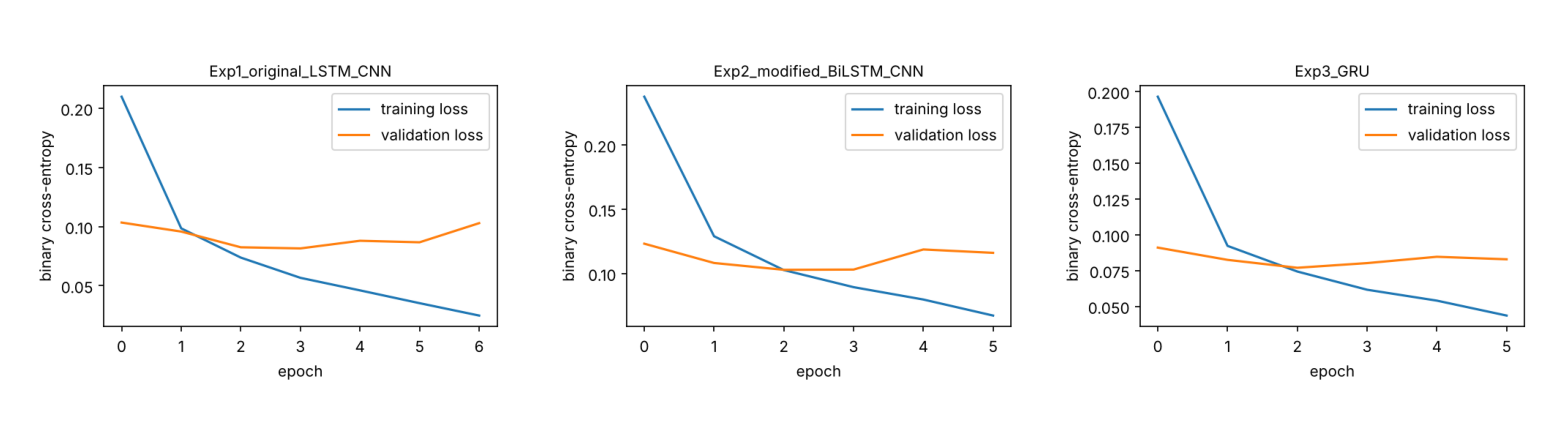 Exp1_original_LSTM_CNN
training loss
validation loss
binary cross-entropy
0.20
0.15
0.10
0.05
0 1 2 3 4 5 6
epoch
Exp2_modified_BiLSTM_CNN
training loss
validation loss
binary cross-entropy
0.20
0.15
0.10
0 1 2 3 4 5
epoch
Exp3_GRU
training loss
validation loss
binary cross-entropy
0.200
0.175
0.150
0.125
0.100
0.075
0.050
0 1 2 3 4 5
epoch